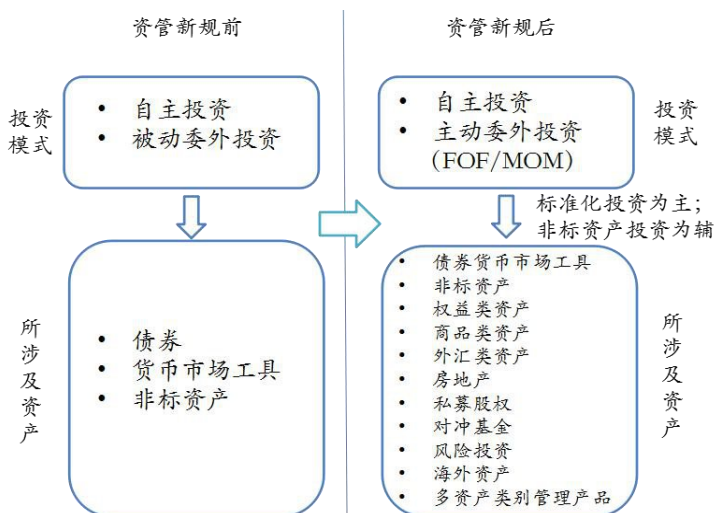 资管新规前
投资
模式
• 自主投资
• 被动委外投资
所
涉
及
资
产
• 债券
• 货币市场工具
• 非标资产
资管新规后
• 自主投资
• 主动委外投资
(FOF/MOM)
投资
模式
标准化投资为主;
非标资产投资为辅
• 债券货币市场工具
• 非标资产
• 权益类资产
• 商品类资产
• 外汇类资产
• 房地产
• 私募股权
• 对冲基金
• 风险投资
• 海外资产
• 多资产类别管理产品
所
涉
及
资
产